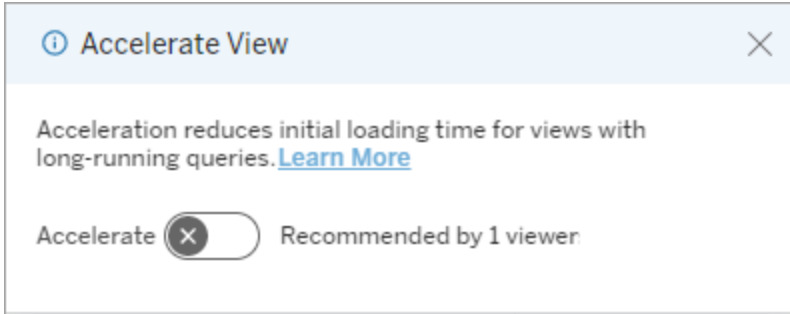 Accelerate View
Acceleration reduces initial loading time for views with
long-running queries. Learn More
Accelerate Recommended by 1 viewer